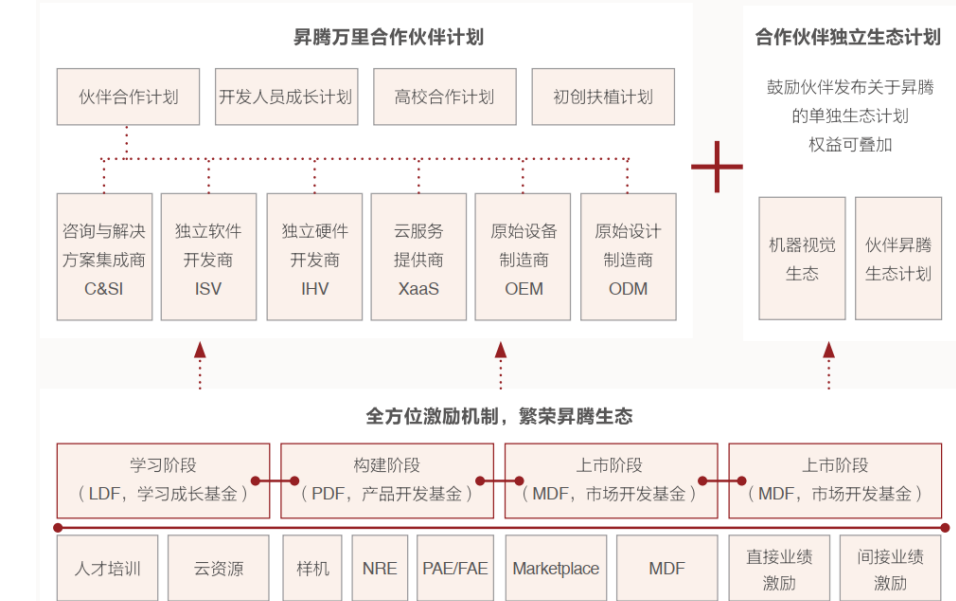 昇腾万里合作伙伴计划
伙伴合作计划
开发人员成长计划
高校合作计划
初创扶植计划
咨询与解决
方案集成商
C&SI
独立软件
开发商
ISV
独立硬件
开发商
IHV
云服务
提供商
XaaS
原始设备
制造商
OEM
原始设计
制造商
ODM
合作伙伴独立生态计划
鼓励伙伴发布关于昇腾
的单独生态计划
权益可叠加
机器视觉
生态
伙伴昇腾
生态计划
全方位激励机制，繁荣昇腾生态
学习阶段
（LDF，学习成长基金）
构建阶段
（PDF，产品开发基金）
上市阶段
（MDF，市场开发基金）
上市阶段
（MDF，市场开发基金）
人才培训
云资源
样机
NRE
PAE/FAE
Marketplace
MDF
直接业绩
激励
间接业绩
激励